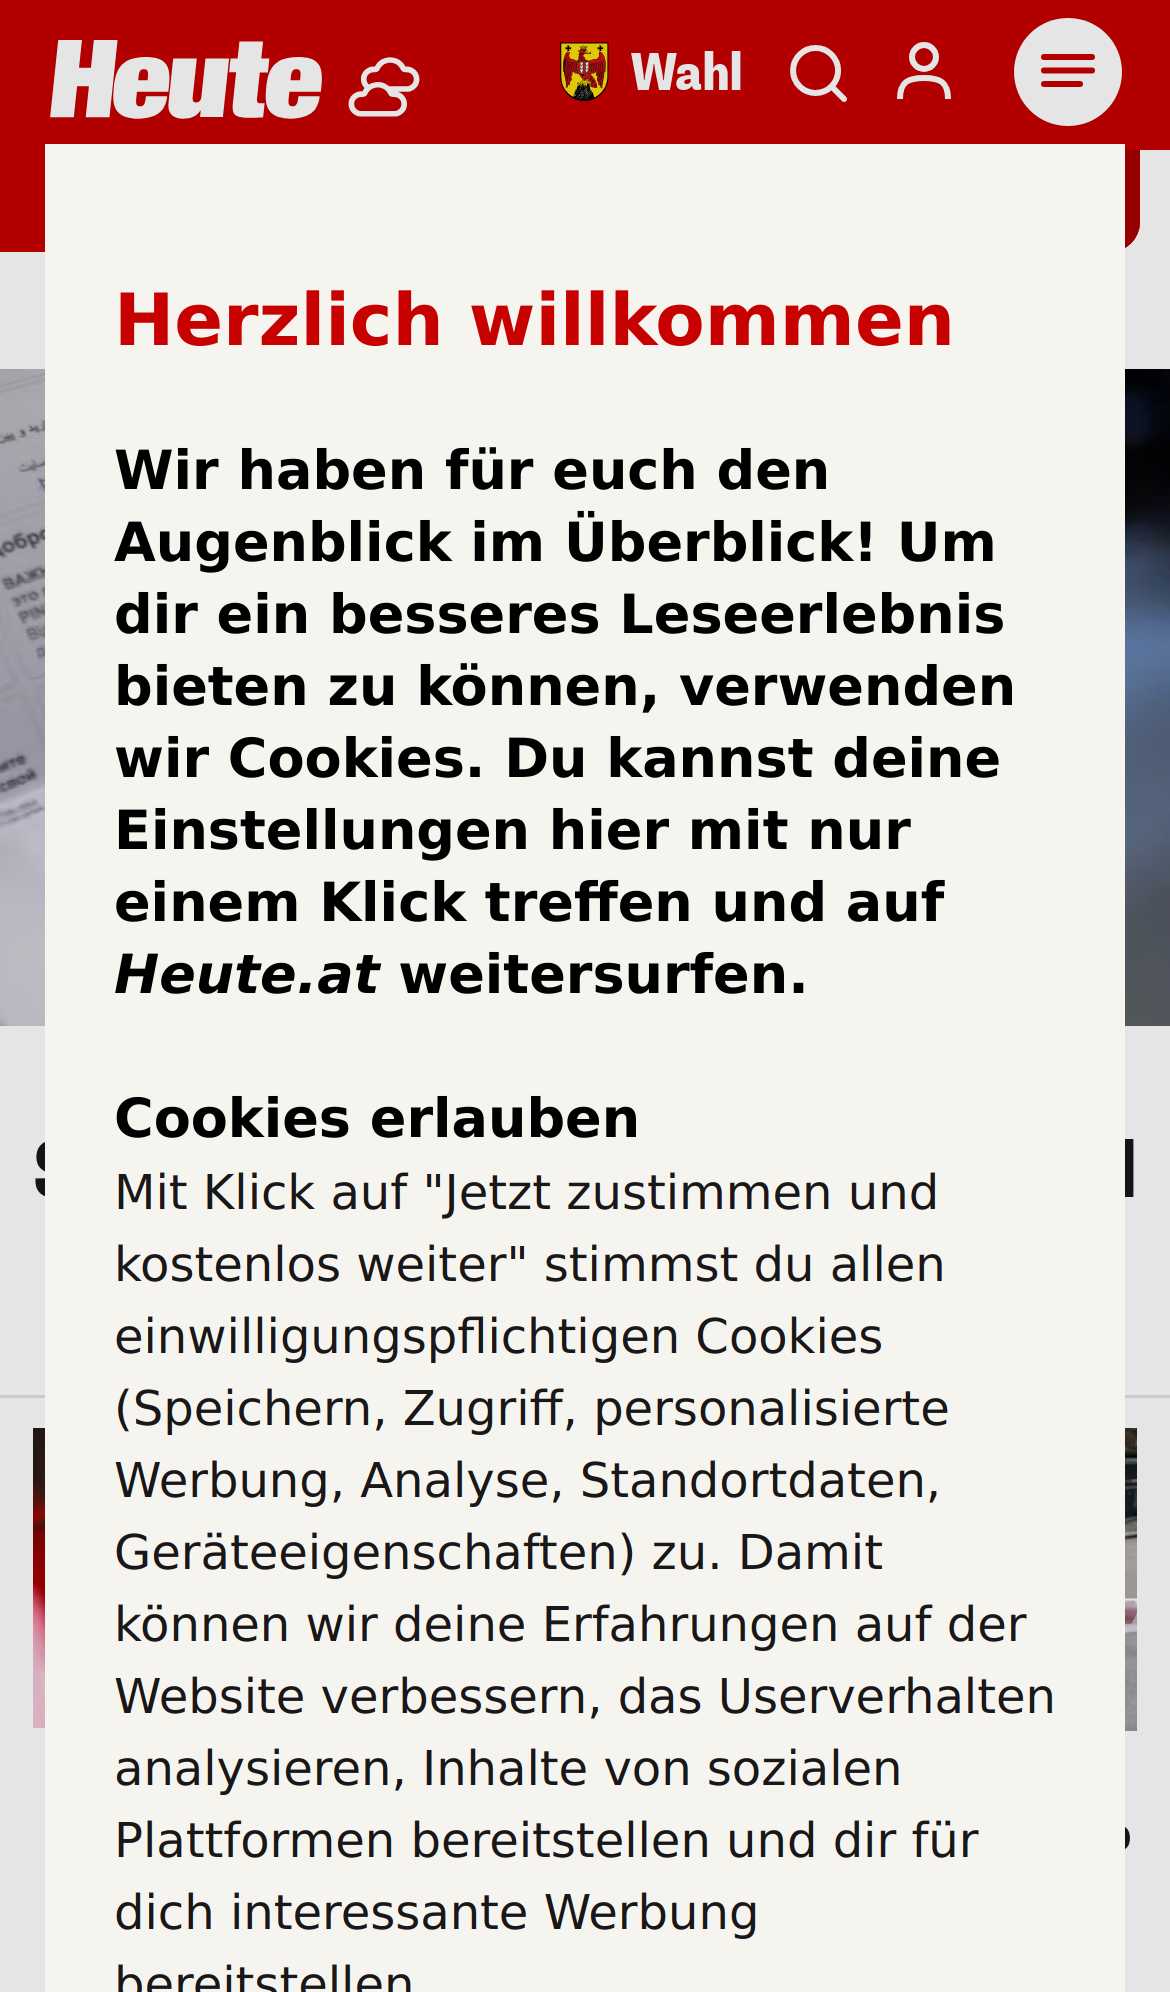 Heute
Wahl
Herzlich willkommen
Wir haben für euch den
Augenblick im Überblick! Um
dir ein besseres Leseerlebnis
bieten zu können, verwenden
wir Cookies. Du kannst deine
Einstellungen hier mit nur
einem Klick treffen und auf
Heute.at weitersurfen.
Cookies erlauben
Mit Klick auf "Jetzt zustimmen und
kostenlos weiter" stimmst du allen
einwilligungspflichtigen Cookies
(Speichern, Zugriff, personalisierte
Werbung, Analyse, Standortdaten,
Geräteeigenschaften) zu. Damit
können wir deine Erfahrungen auf der
Website verbessern, das Userverhalten
analysieren, Inhalte von sozialen
Plattformen bereitstellen und dir für
dich interessante Werbung
bereitstellen